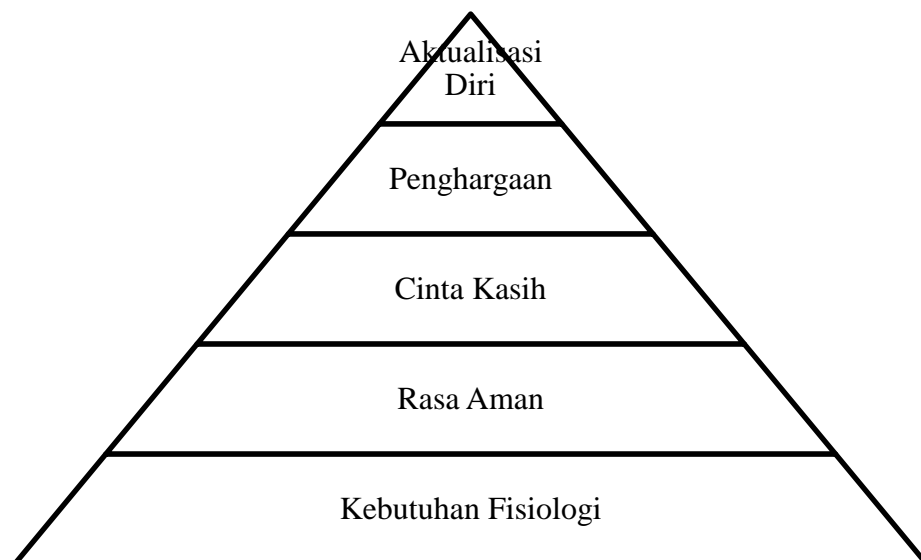 Aktualisasi
Diri
Penghargaan
Cinta Kasih
Rasa Aman
Kebutuhan Fisiologi